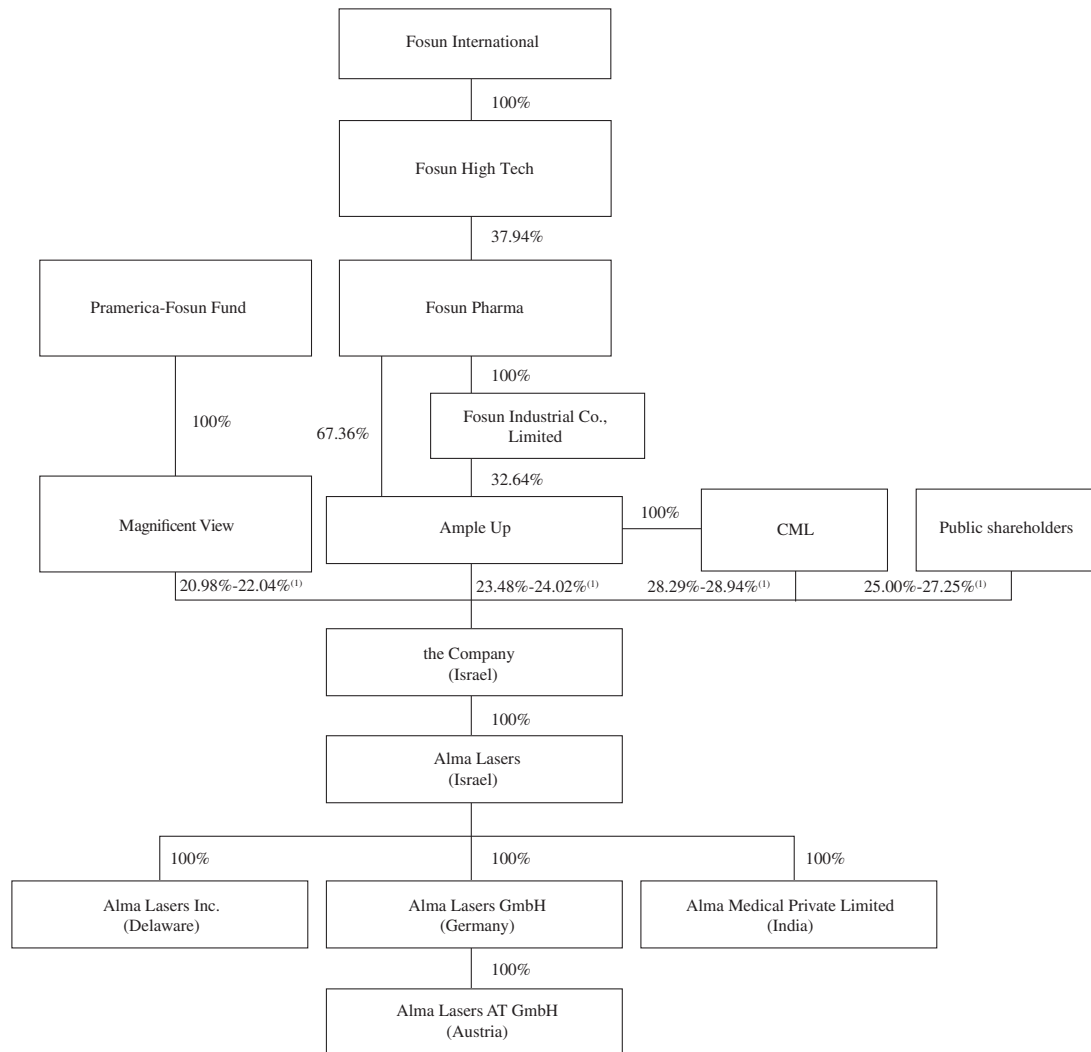 Fosun International
100%
Fosun High Tech
37.94%
Pramerica-Fosun Fund
Fosun Pharma
100%
Fosun Industrial Co.,
Limited
100%
67.36%
32.64%
Magnificent View
Ample Up
100%
CML
Public shareholders
20.98%-22.04%(1)
23.48%-24.02%(1)
28.29%-28.94%(1)
25.00%-27.25%(1)
the Company
(Israel)
100%
Alma Lasers
(Israel)
100%
100%
100%
Alma Lasers Inc.
(Delaware)
Alma Lasers GmbH
(Germany)
Alma Medical Private Limited
(India)
100%
Alma Lasers AT GmbH
(Austria)